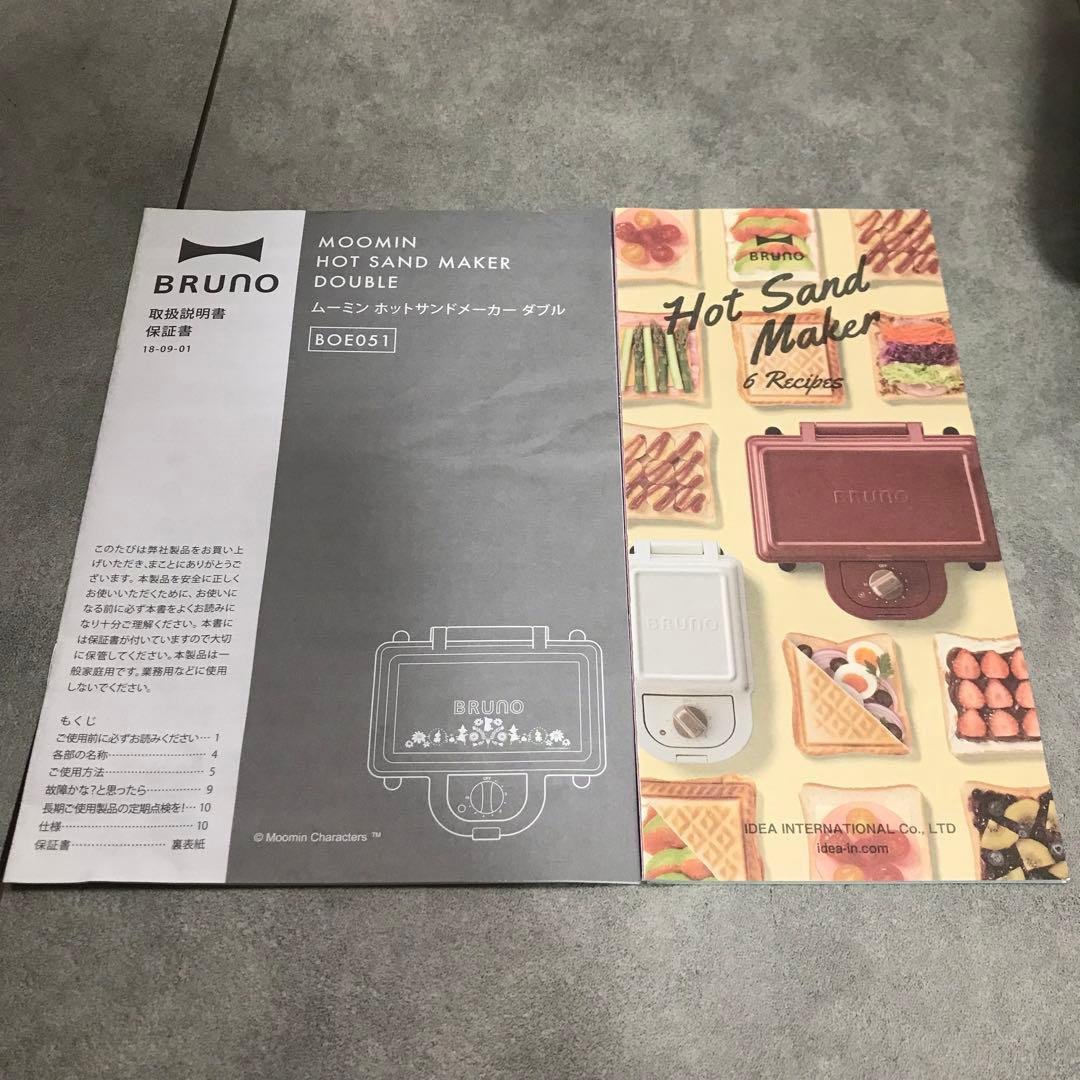 BRUNO
取扱説明書
保証書
18-09-01
MOOMIN
HOT SAND MAKER
DOUBLE
ムーミン ホットサンドメーカー ダブル
BOE051
このたびは弊社製品をお買い上
げいただき、まことにありがとうご
ざいます。本製品を安全に正しく
お使いいただくために、お使いに
なる前に必ず本書をよくお読みに
なり十分ご理解ください。本書に
は保証書が付いていますので大切
に保管してください。本製品は一
般家庭用です。業務用などに使用
しないでください。
もくじ
ご使用前に必ずお読みください… 1
各部の名称…………………… 4
ご使用方法…………………… 5
故障かな?と思ったら…………… 9
長期ご使用製品の定期点検を!… 10
仕様…………………………… 10
保証書…………………… 裏表紙
BRUNO
OFF
© Moomin Characters ™
BRUNO
Hot Sand
Maker
6 Recipes
BRUNO
OFF
BRUNO
IDEA INTERNATIONAL Co., LTD
idea-in.com